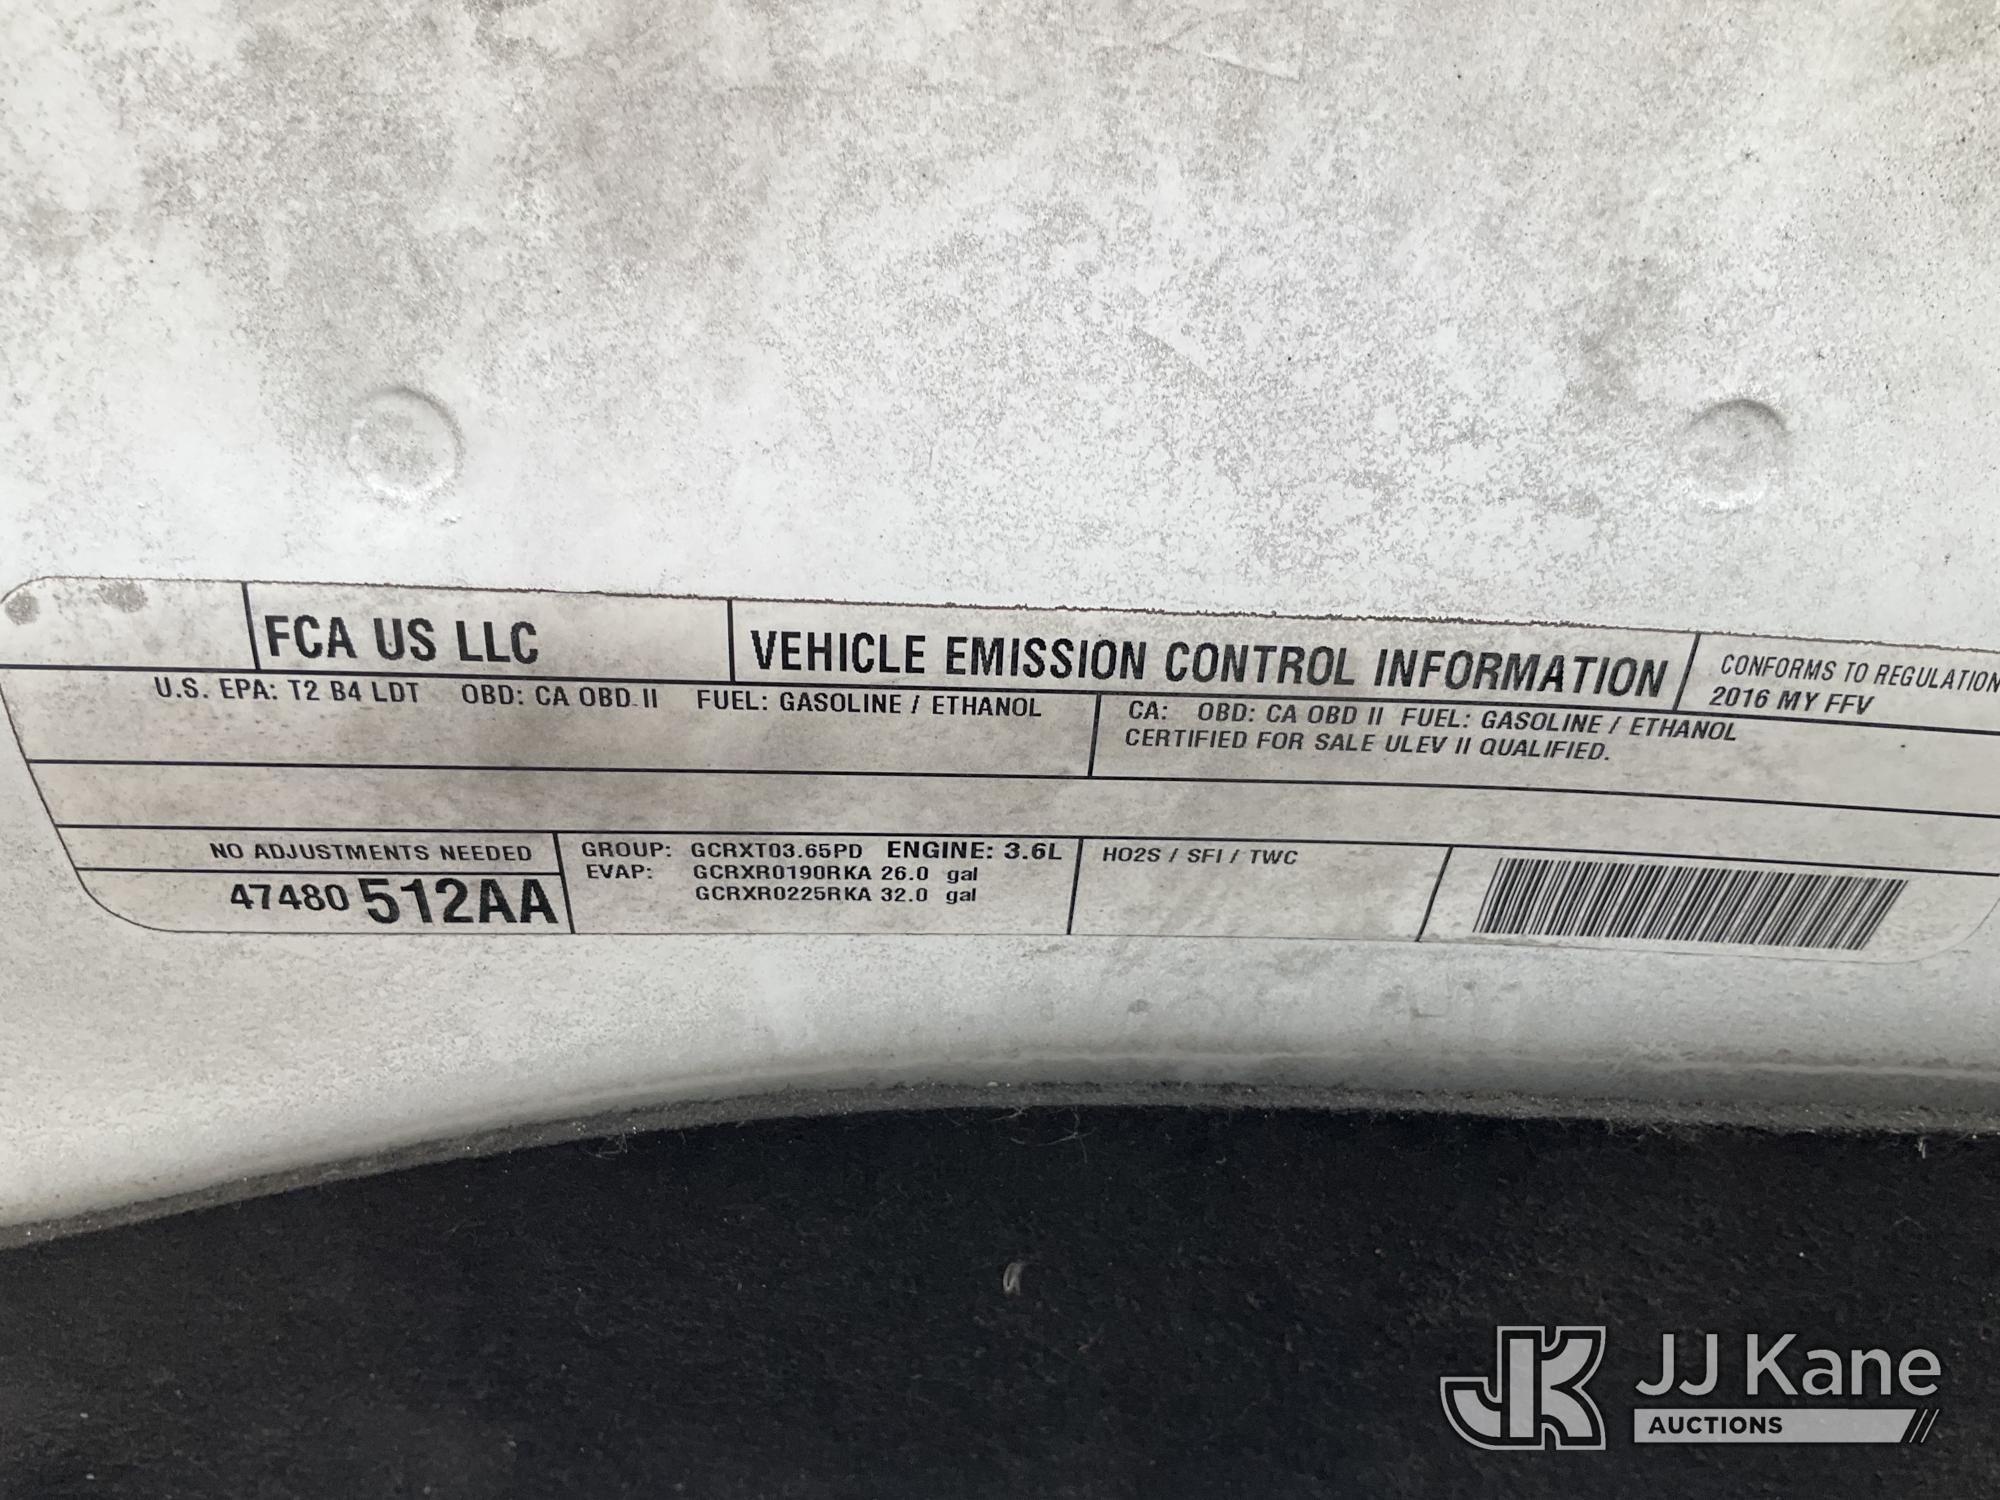 FCA US LLC
VEHICLE EMISSION CONTROL INFORMATION
CONFORMS TO REGULATION
2016 MY FFV
U.S. EPA: T2 B4 LDT OBD: CA OBD II FUEL: GASOLINE / ETHANOL
CA: OBD: CA OBD II FUEL: GASOLINE / ETHANOL
CERTIFIED FOR SALE ULEV II QUALIFIED.
NO ADJUSTMENTS NEEDED
47480 512AA
GROUP: GCRXT03.65PD ENGINE: 3.6L
EVAP: GCRXR0190RKA 26.0 gal
GCRXR0225RKA 32.0 gal
HO2S / SFI / TWC
JK JJ Kane
AUCTIONS